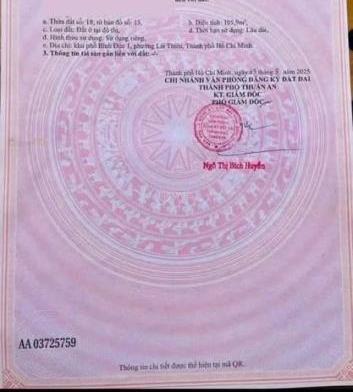 a. Thửa đất số: 18, tờ bản đồ số: 15,
b. Diện tích: 105,9m²,
c. Loại đất: Đất ở tại đô thị,
d. Thời hạn sử dụng: Lâu dài,
đ. Hình thức sử dụng: Sử dụng riêng,
e. Địa chỉ: khu phố Bình Đức 1, phường Lái Thiêu, Thành phố Hồ Chí Minh.
3. Thông tin tài sản gắn liền với đất: -/-
Thành phố Hồ Chí Minh, ngày tháng năm 2025
CHI NHÁNH VĂN PHÒNG ĐĂNG KÝ ĐẤT ĐAI
THÀNH PHỐ THUẬN AN
KT. GIÁM ĐỐC
PHÓ GIÁM ĐỐC
Ngô Thị Bích Huyền
AA 03725759
Thông tin chi tiết được thể hiện tại mã QR.